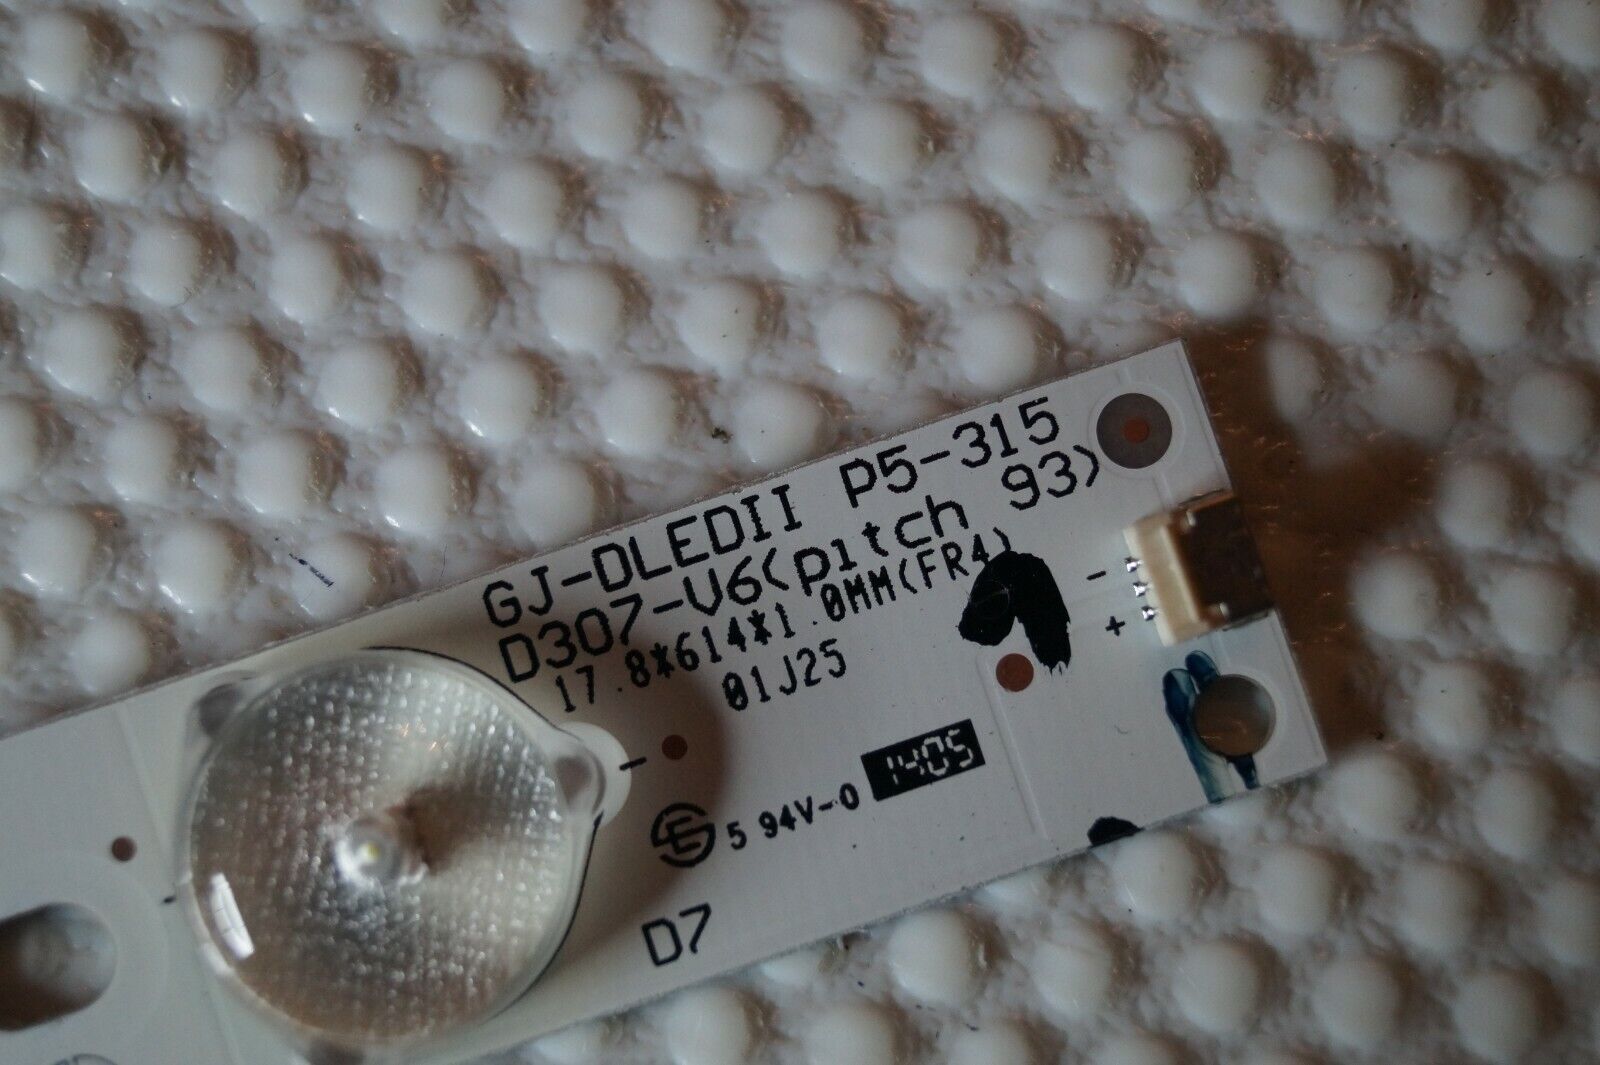 GJ-DLEDII P5-315
D307-V6(pitch 93)
17.8*614*1.0MM(FR4)
01J25
-
+
-
5 94V-0 1405
D7